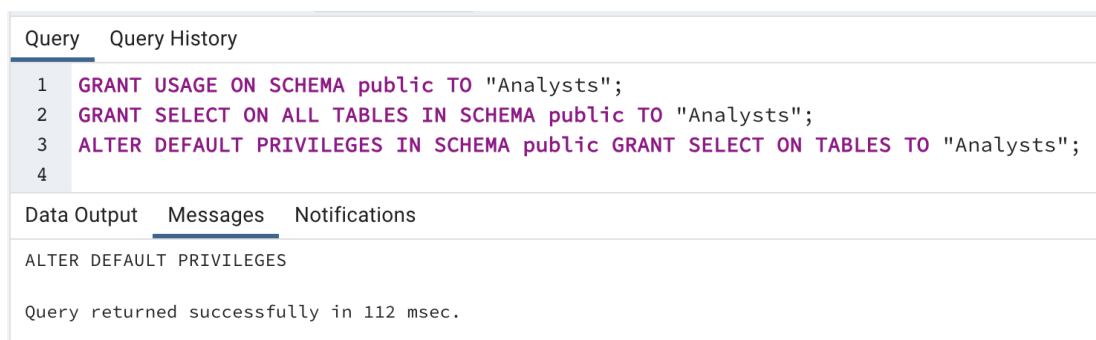 Query Query History
1 GRANT USAGE ON SCHEMA public TO "Analysts";
2 GRANT SELECT ON ALL TABLES IN SCHEMA public TO "Analysts";
3 ALTER DEFAULT PRIVILEGES IN SCHEMA public GRANT SELECT ON TABLES TO "Analysts";
4
Data Output Messages Notifications
ALTER DEFAULT PRIVILEGES
Query returned successfully in 112 msec.